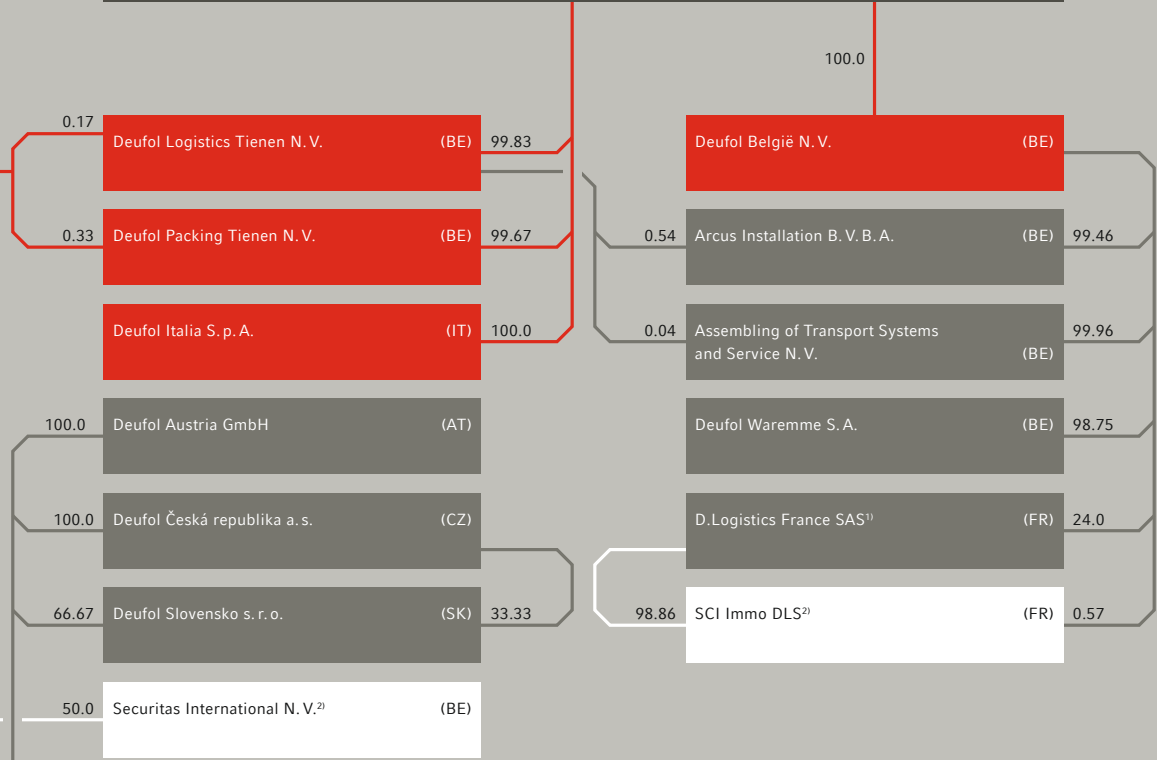 100.0
0.17 Deufol Logistics Tienen N. V. (BE) 99.83
0.33 Deufol Packing Tienen N. V. (BE) 99.67
Deufol Italia S. p. A. (IT) 100.0
100.0 Deufol Austria GmbH (AT)
100.0 Deufol Česká republika a. s. (CZ)
66.67 Deufol Slovensko s. r. o. (SK) 33.33
50.0 Securitas International N. V.²⁾ (BE)
Deufol België N. V. (BE)
0.54 Arcus Installation B. V. B. A. (BE) 99.46
0.04 Assembling of Transport Systems 99.96
and Service N. V. (BE)
Deufol Waremme S. A. (BE) 98.75
D.Logistics France SAS¹⁾ (FR) 24.0
98.86 SCI Immo DLS²⁾ (FR) 0.57